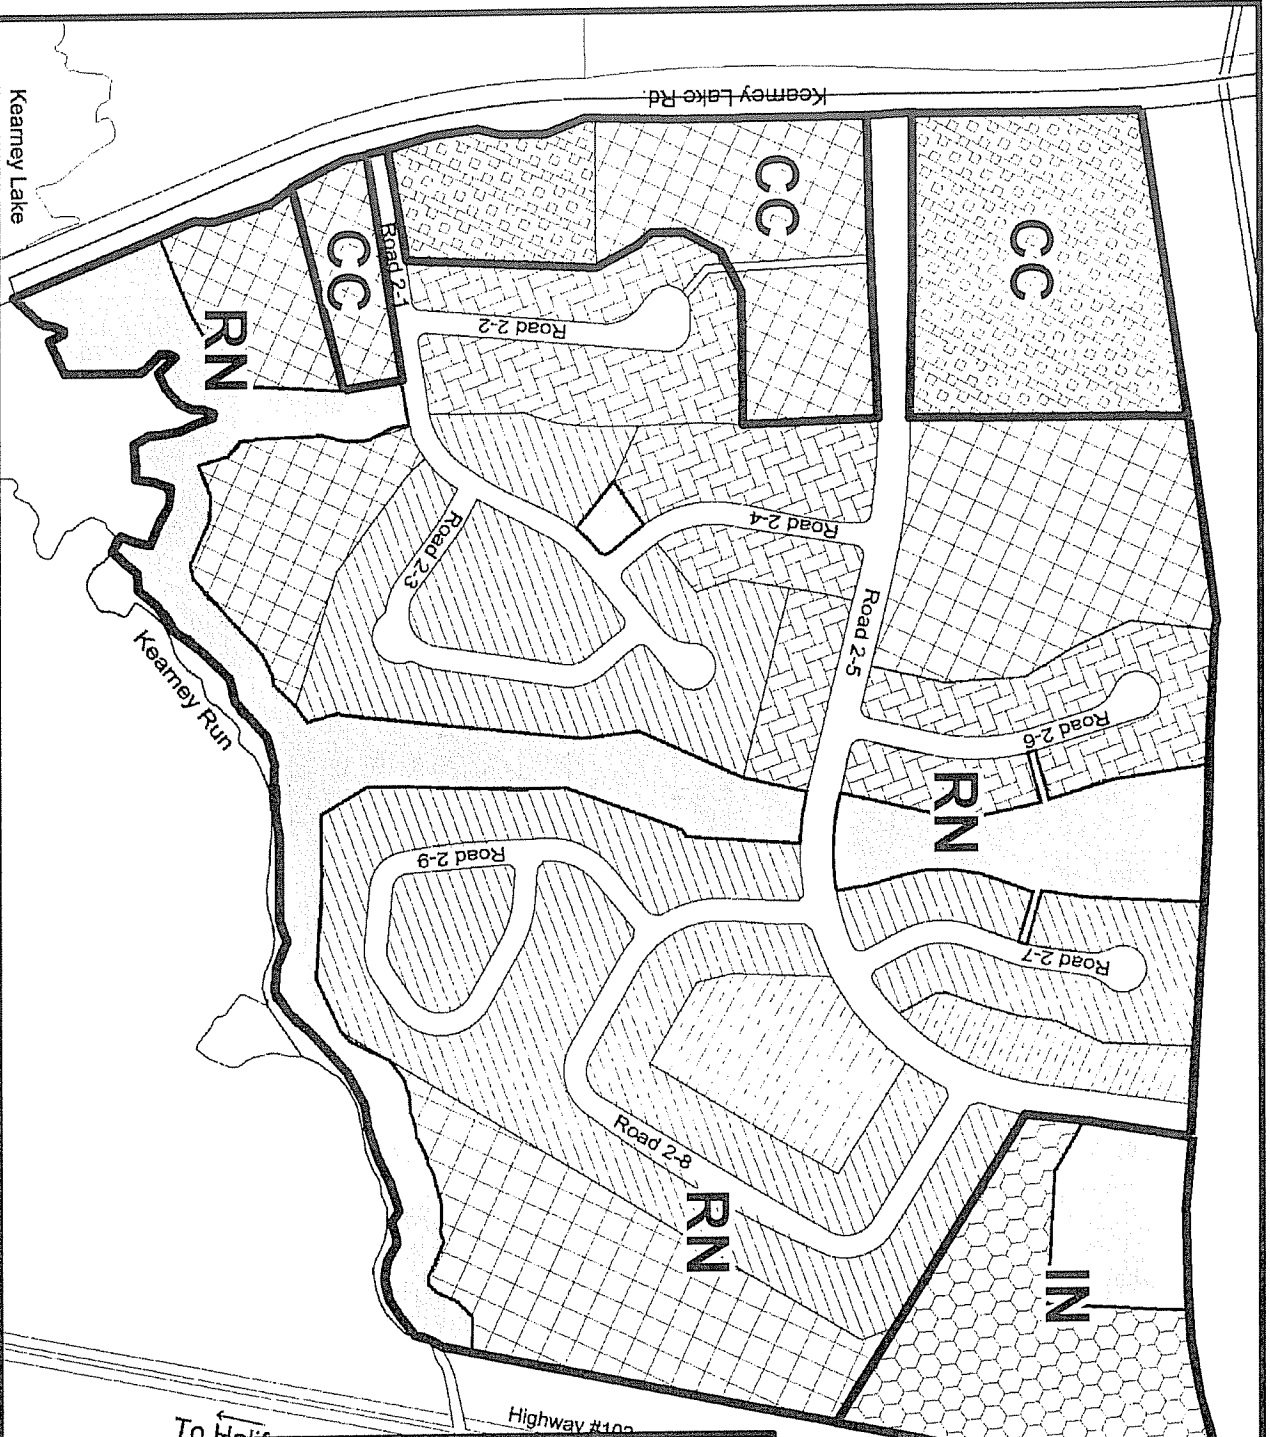 Kearney Lake Rd.
Kearney Lake
CC
CC
CC
RN
Road 2-1
Road 2-2
Road 2-4
Road 2-3
Road 2-5
Road 2-6
RN
Kearney Run
Road 2-9
Road 2-7
Road 2-8
RN
IN
Highway
To